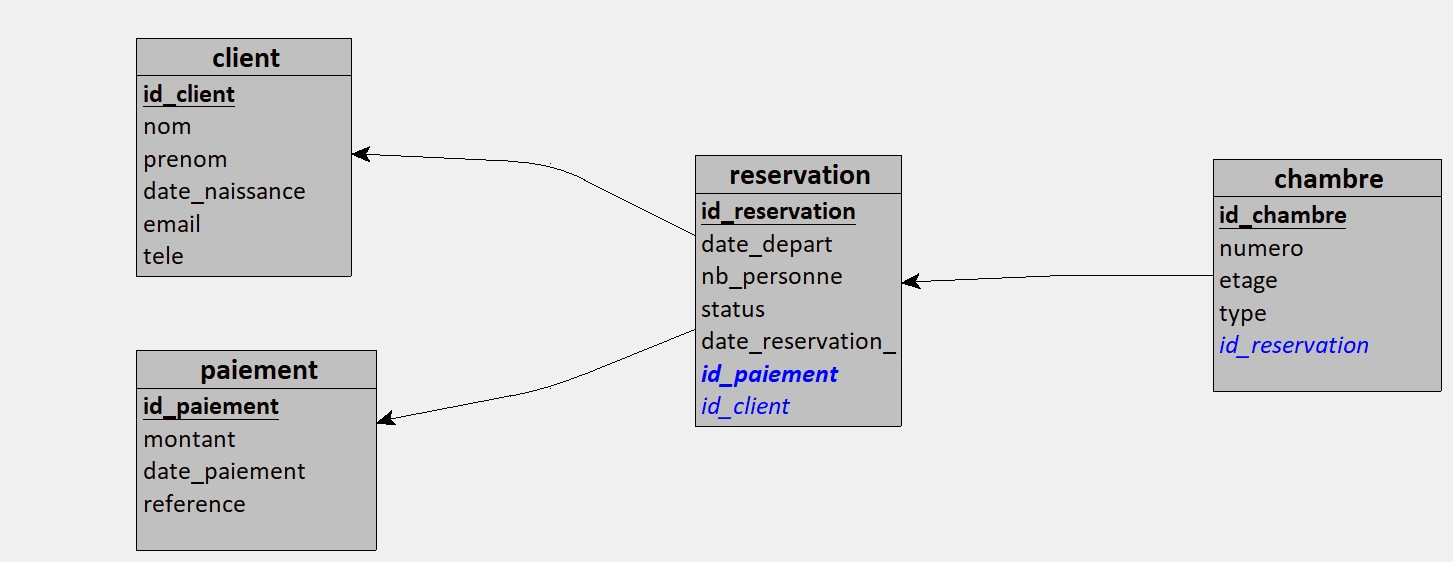 client
id_client
nom
prenom
date_naissance
email
tele
paiement
id_paiement
montant
date_paiement
reference
reservation
id_reservation
date_depart
nb_personne
status
date_reservation_
id_paiement
id_client
chambre
id_chambre
numero
etage
type
id_reservation